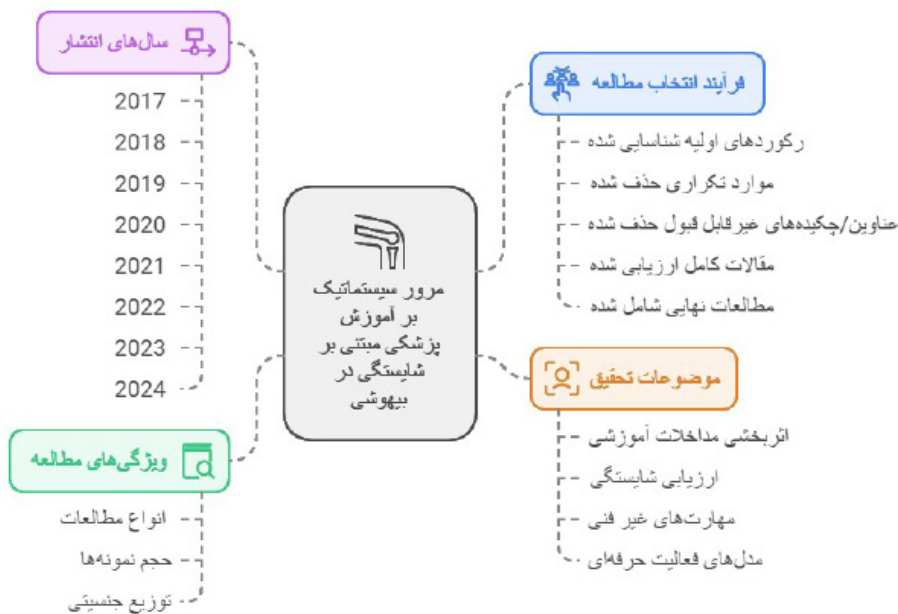 فرآیند انتخاب مطالعه
رکوردهای اولیه شناسایی شده
موارد تکراری حذف شده
عناوین/چکیده‌های غیرقابل قبول حذف شده
مقالات کامل ارزیابی شده
مطالعات نهایی شامل شده
موضوعات تحقیق
اثربخشی مداخلات آموزشی
ارزیابی شایستگی
مهارت‌های غیر فنی
مدل‌های فعالیت حرفه‌ای
مرور سیستماتیک
بر آموزش
پزشکی مبتنی بر
شایستگی در
بیهوشی
سال‌های انتشار
2017
2018
2019
2020
2021
2022
2023
2024
ویژگی‌های مطالعه
انواع مطالعات
حجم نمونه‌ها
توزیع جنسیتی